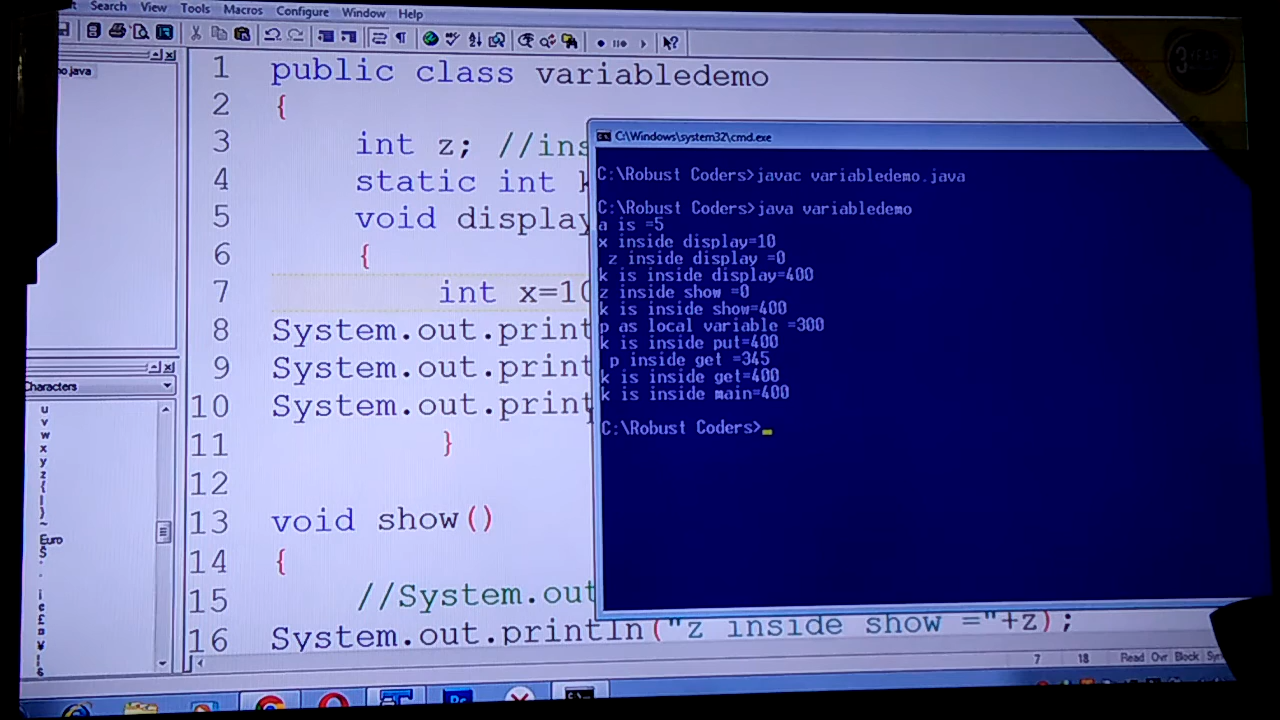 Search View Tools Macros Configure Window Help
1 public class variabledemo
2 {
3 int z; //ins
4 static int k
5 void display
6 {
7 int x=10
8 System.out.print
9 System.out.print
10 System.out.print
11 }
12
13 void show()
14 {
15 //System.out
16 System.out.println("z inside show ="+z);
C:\Windows\system32\cmd.exe
C:\Robust Coders>javac variabledemo.java
C:\Robust Coders>java variabledemo
a is =5
x inside display=10
z inside display =0
k is inside display=400
z inside show =0
k is inside show=400
p as local variable =300
k is inside put=400
p inside get =345
k is inside get=400
k is inside main=400
C:\Robust Coders>
Characters
u
v
w
x
y
z
{
|
}
~
Euro
7 18 Read Ovr Block